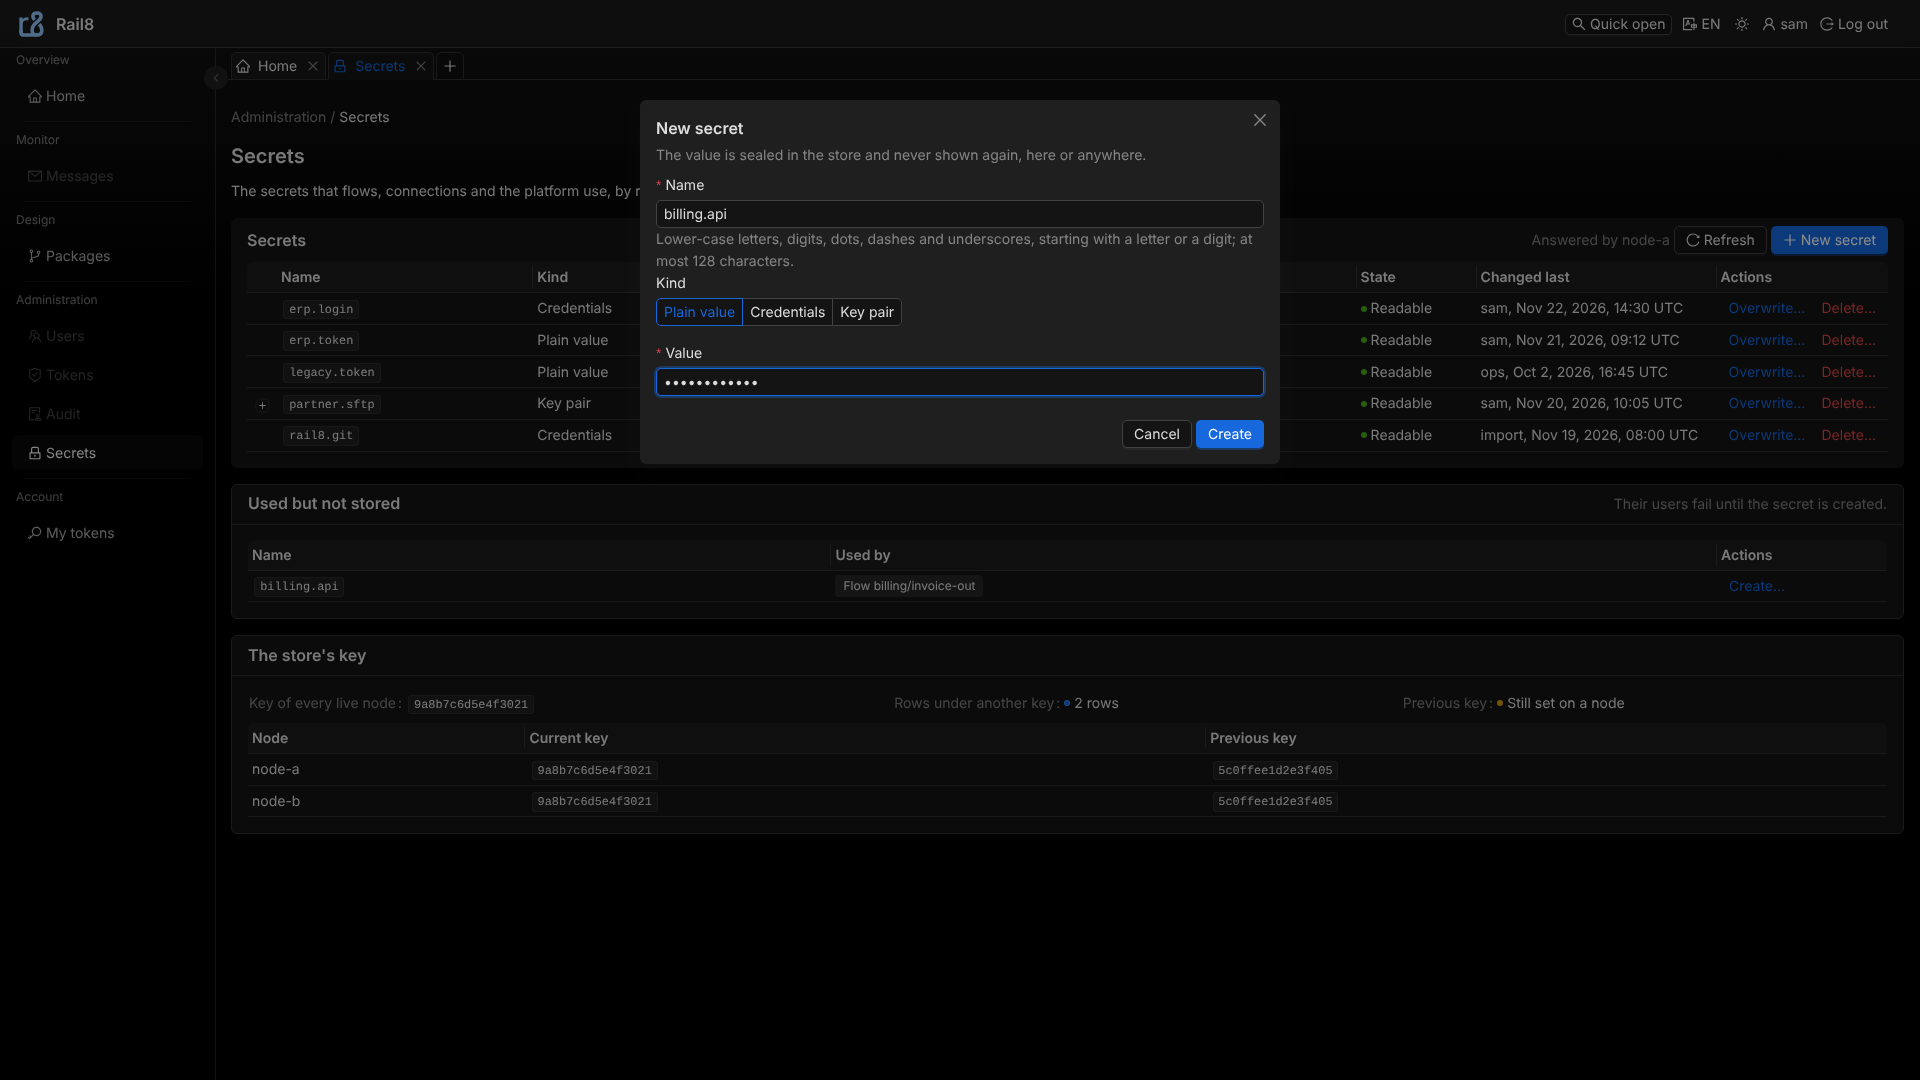 Rail8
Quick open
EN
sam
Log out
Overview
Home
Monitor
Messages
Design
Packages
Administration
Users
Tokens
Audit
Secrets
Account
My tokens
Home
Secrets
Administration / Secrets
Secrets
The secrets that flows, connections and the platform use, by
New secret
The value is sealed in the store and never shown again, here or anywhere.
* Name
billing.api
Lower-case letters, digits, dots, dashes and underscores, starting with a letter or a digit; at
most 128 characters.
Kind
Plain value Credentials Key pair
* Value
••••••••••••
Cancel Create
Secrets
Answered by node-a Refresh New secret
Name Kind State Changed last Actions
erp.login Credentials Readable sam, Nov 22, 2026, 14:30 UTC Overwrite... Delete...
erp.token Plain value Readable sam, Nov 21, 2026, 09:12 UTC Overwrite... Delete...
legacy.token Plain value Readable ops, Oct 2, 2026, 16:45 UTC Overwrite... Delete...
partner.sftp Key pair Readable sam, Nov 20, 2026, 10:05 UTC Overwrite... Delete...
rail8.git Credentials Readable import, Nov 19, 2026, 08:00 UTC Overwrite... Delete...
Used but not stored Their users fail until the secret is created.
Name Used by Actions
billing.api Flow billing/invoice-out Create...
The store's key
Key of every live node: 9a8b7c6d5e4f3021 Rows under another key: 2 rows Previous key: Still set on a node
Node Current key Previous key
node-a 9a8b7c6d5e4f3021 5c0ffee1d2e3f405
node-b 9a8b7c6d5e4f3021 5c0ffee1d2e3f405